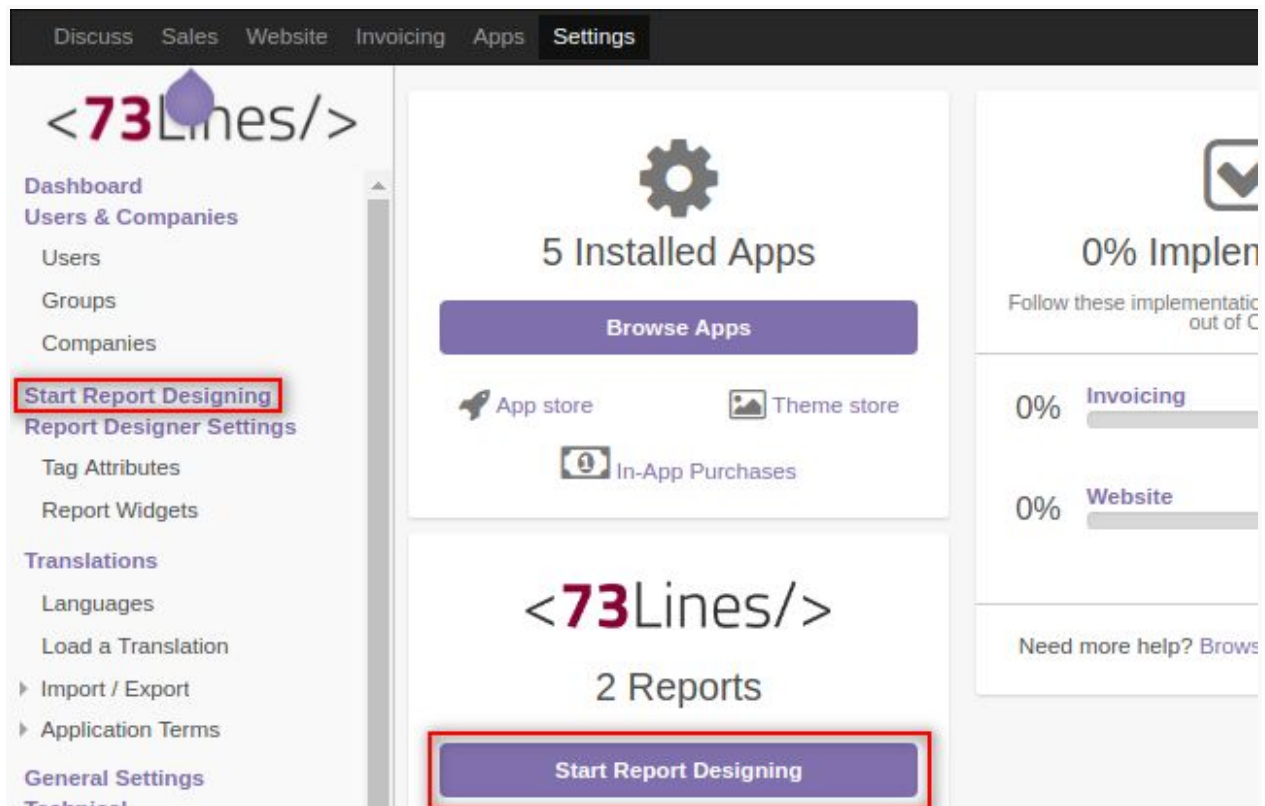 Discuss Sales Website Invoicing Apps Settings
<73Lines/>
Dashboard
Users & Companies
Users
Groups
Companies
Start Report Designing
Report Designer Settings
Tag Attributes
Report Widgets
Translations
Languages
Load a Translation
Import / Export
Application Terms
General Settings
Technical
5 Installed Apps
Browse Apps
App store Theme store
In-App Purchases
<73Lines/>
2 Reports
Start Report Designing
0% Implem
Follow these implementatio
out of O
0% Invoicing
0% Website
Need more help? Brows